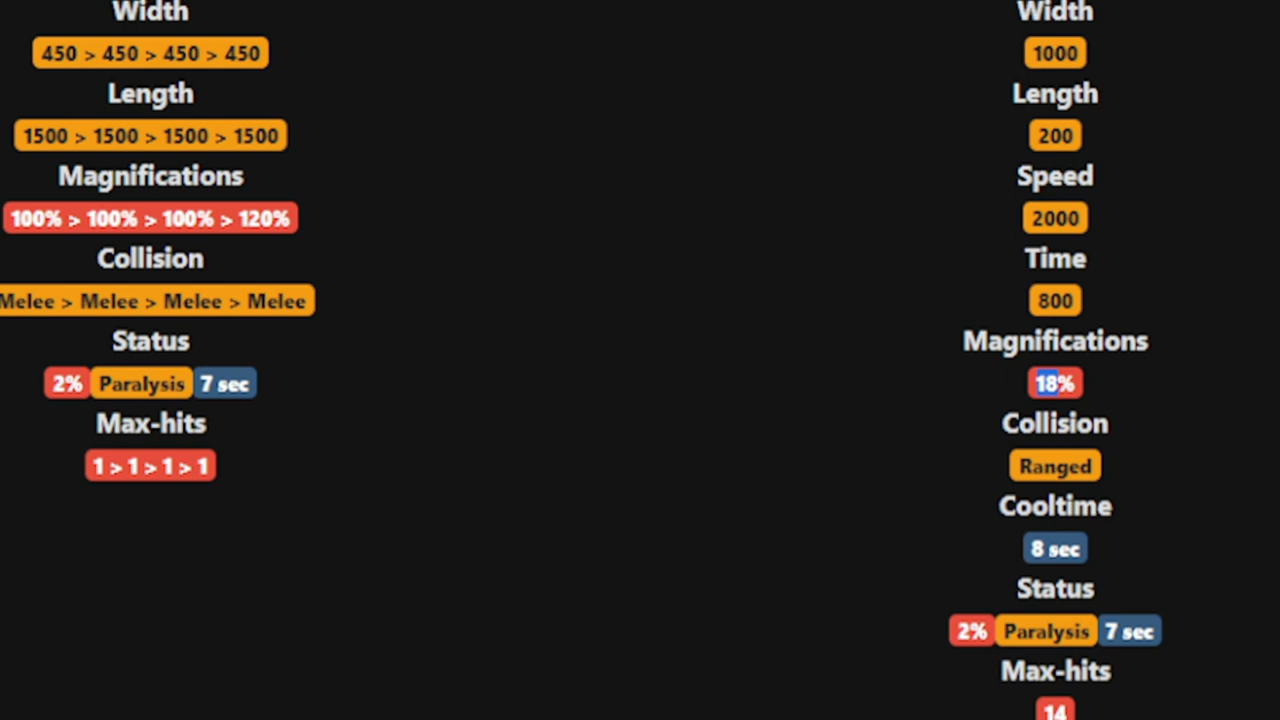 Width
450 > 450 > 450 > 450
Length
1500 > 1500 > 1500 > 1500
Magnifications
100% > 100% > 100% > 120%
Collision
Melee > Melee > Melee > Melee
Status
2% Paralysis 7 sec
Max-hits
1 > 1 > 1 > 1
Width
1000
Length
200
Speed
2000
Time
800
Magnifications
18%
Collision
Ranged
Cooltime
8 sec
Status
2% Paralysis 7 sec
Max-hits
14